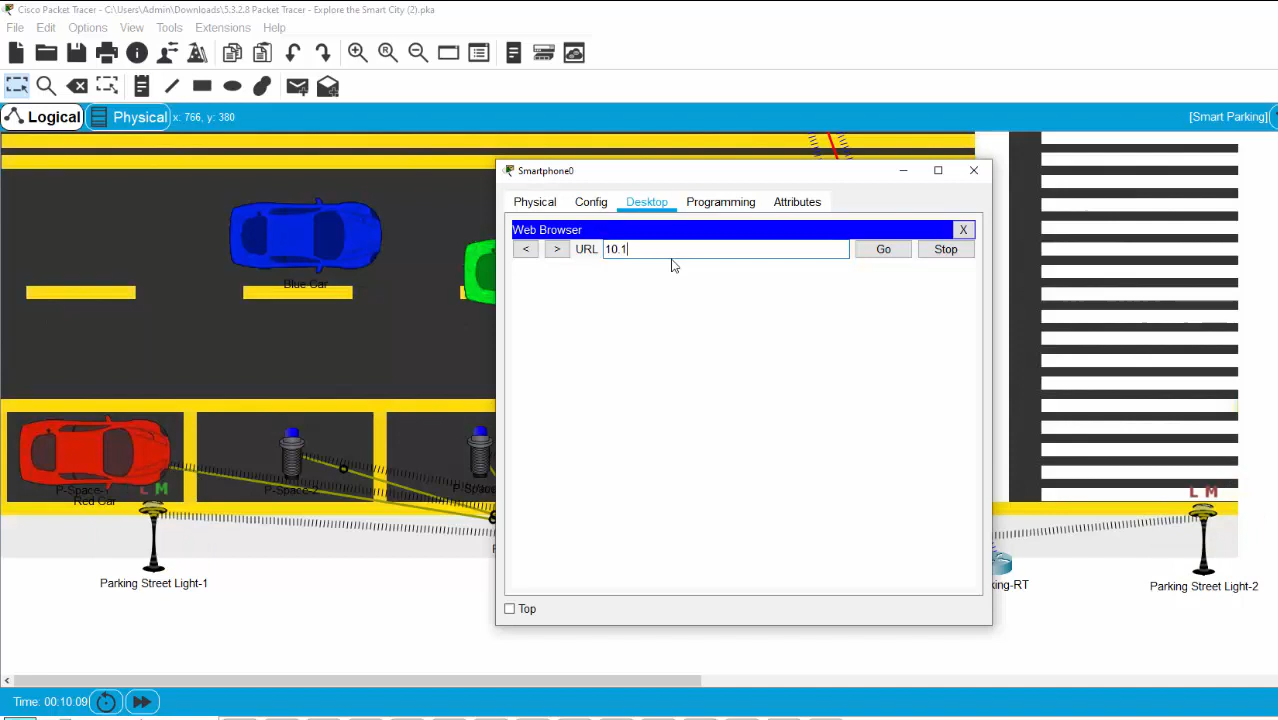 Cisco Packet Tracer - C:\Users\Admin\Downloads\5.3.2.8 Packet Tracer - Explore the Smart City (2).pka
File Edit Options View Tools Extensions Help
Logical Physical x: 766, y: 380 [Smart Parking]
Smartphone0
Physical Config Desktop Programming Attributes
Web Browser X
< > URL 10.1 Go Stop
Blue Car
P-Space-1 L M P-Space-2 P-Space
Red Car
L M
Parking Street Light-1 king-RT Parking Street Light-2
Top
Time: 00:10:09